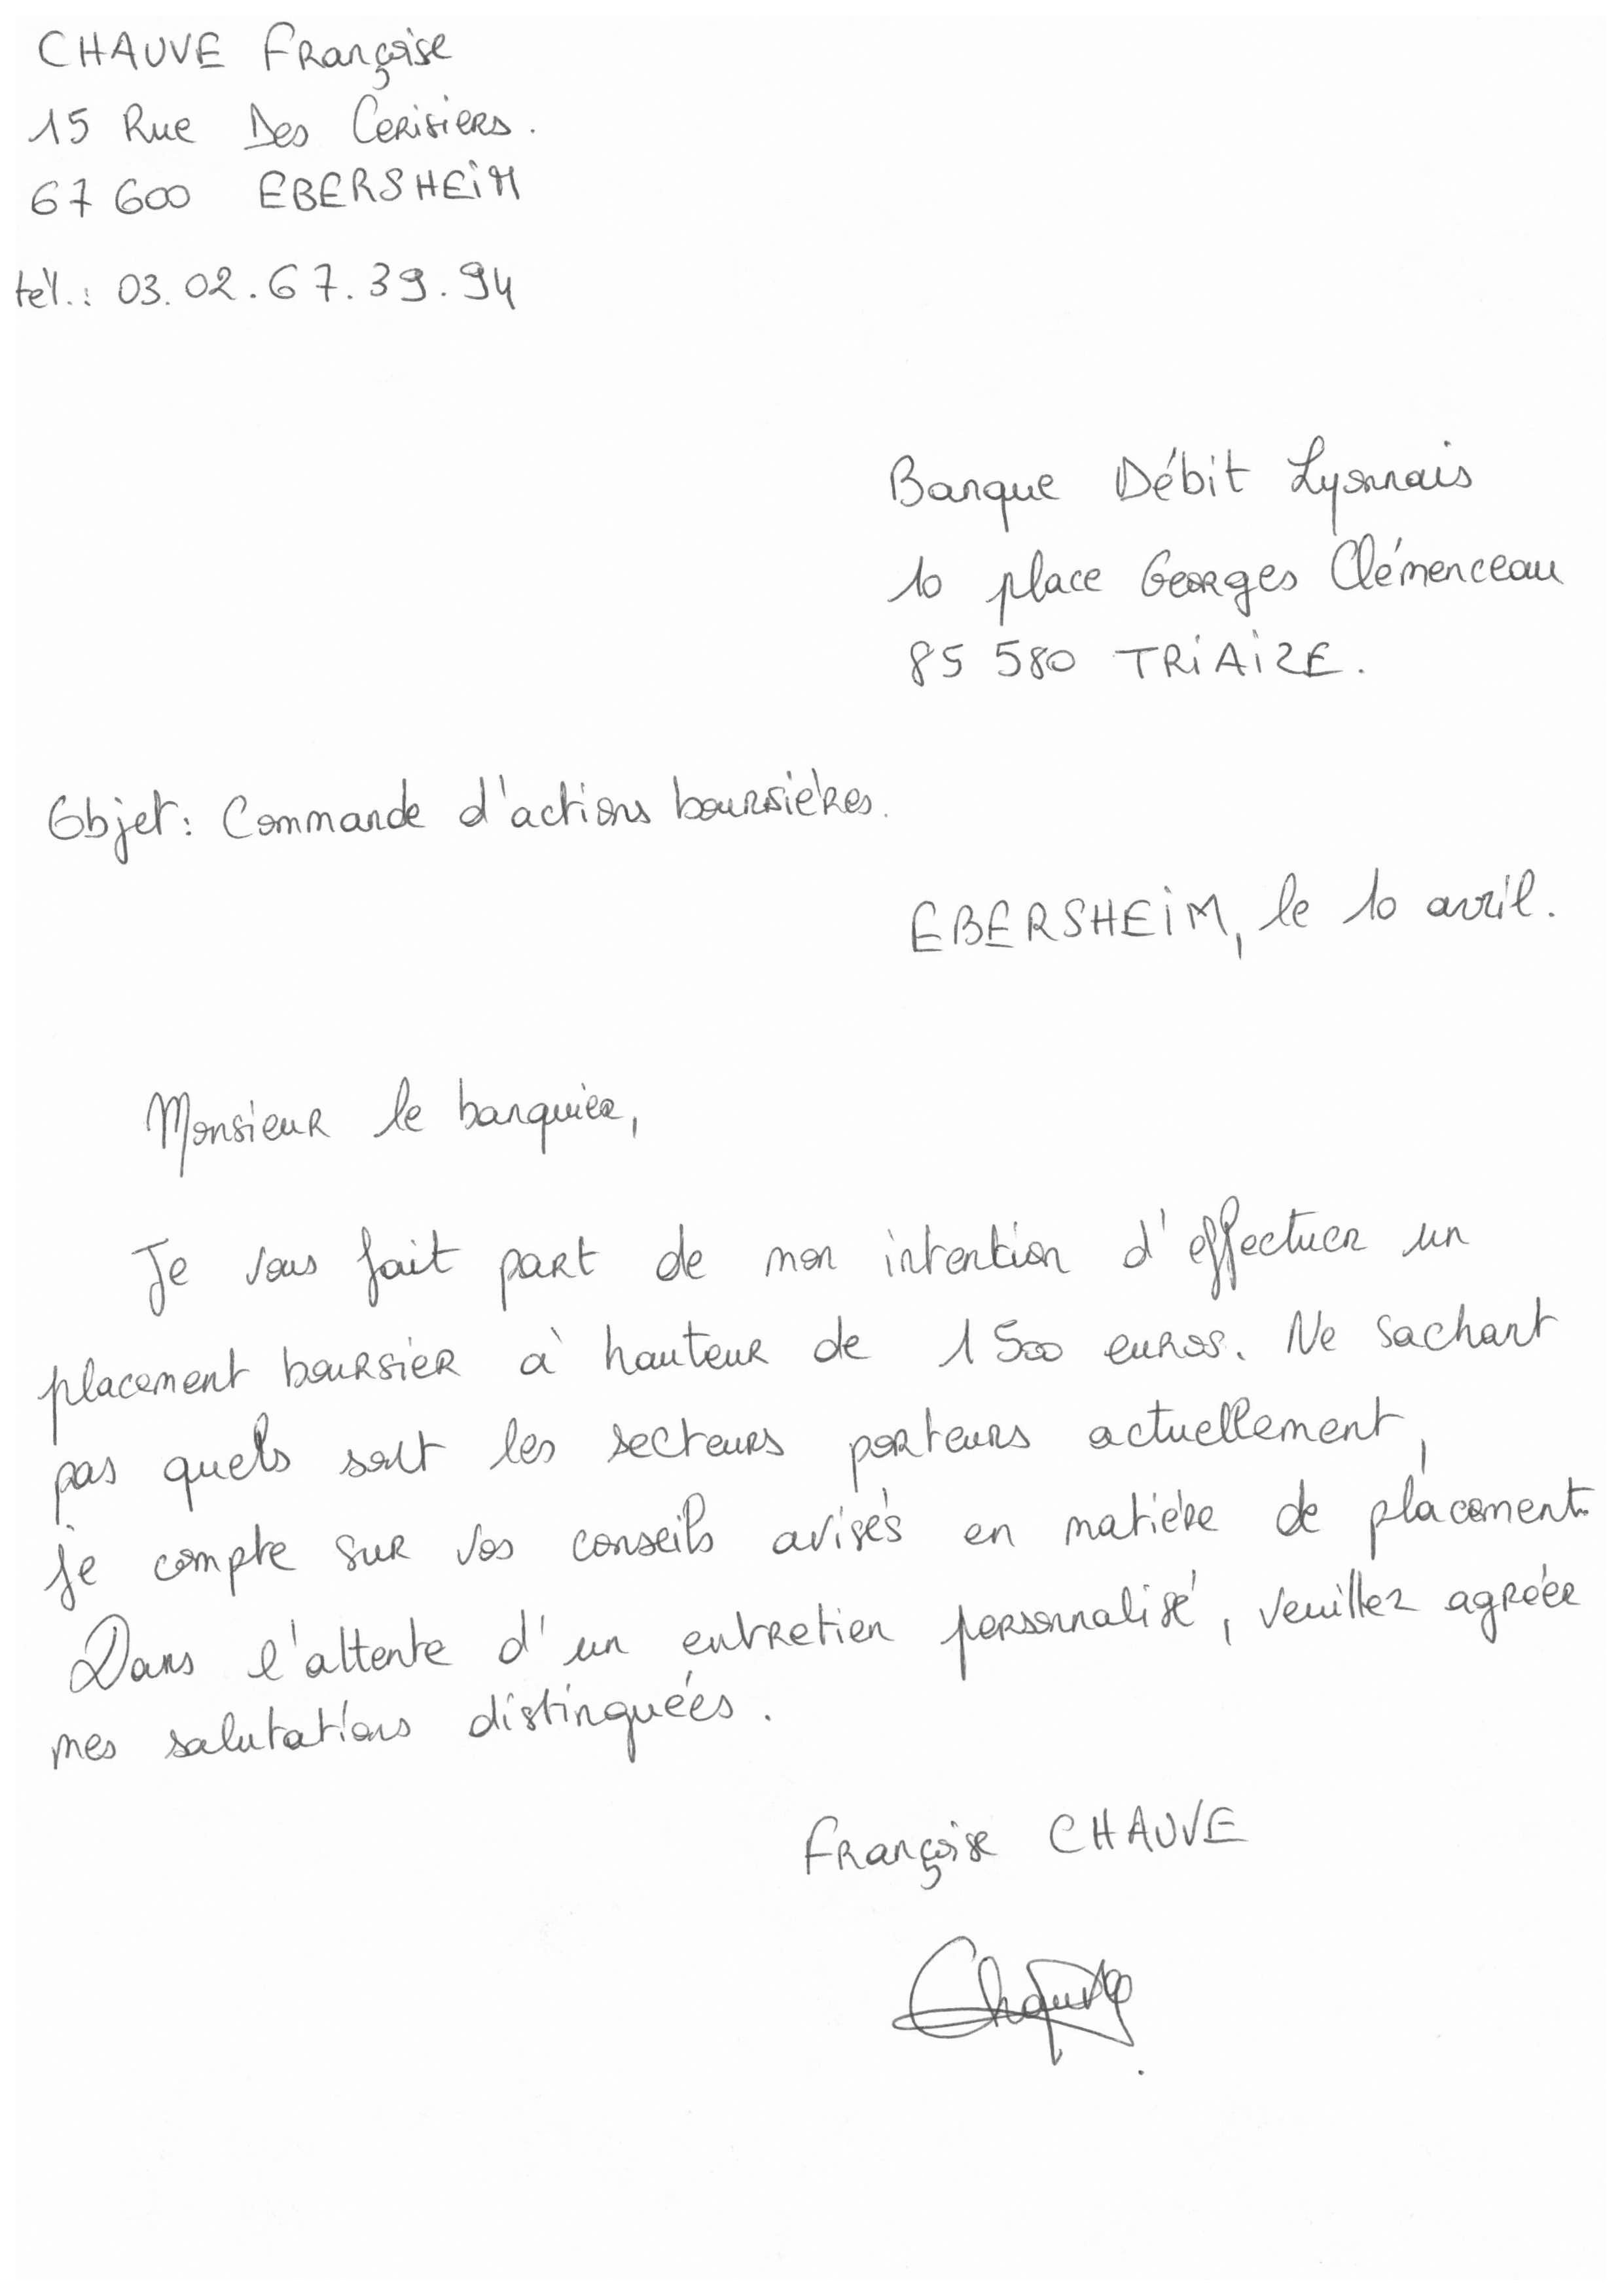 CHAUVE Françoise
15 Rue Des Cerisiers.
67 600 EBERSHEIM
tél.: 03.02.67.39.94
Banque Débit Lyonnais
10 place Georges Clémenceau
85 580 TRIAIZE.
Objet: Commande d'actions boursières.
EBERSHEIM, le 10 avril.
Monsieur le banquier,
Je vous fait part de mon intention d'effectuer un
placement boursier à hauteur de 1 500 euros. Ne sachant
pas quels sont les secteurs porteurs actuellement,
je compte sur vos conseils avisés en matière de placement.
Dans l'attente d'un entretien personnalisé, veuillez agréer
mes salutations distinguées.
Françoise CHAUVE
Chauve